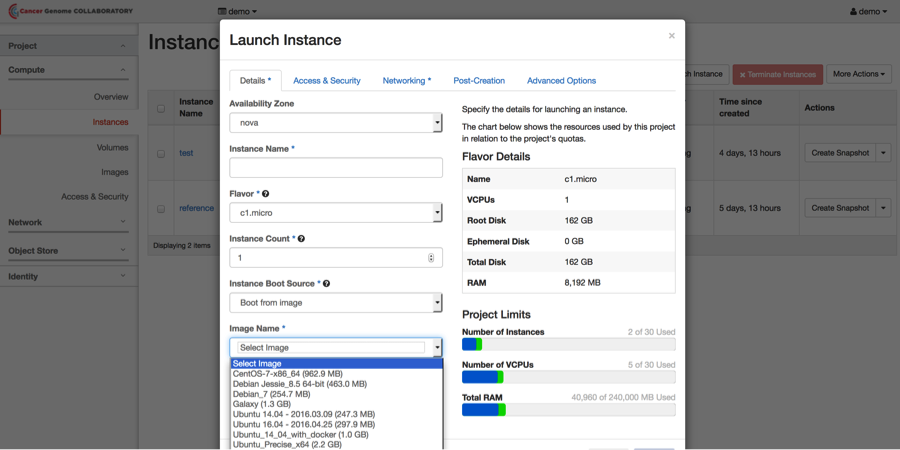 Cancer Genome COLLABORATORY
demo
demo
Project
Compute
Overview
Instances
Volumes
Images
Access & Security
Network
Object Store
Identity
Instanc
ch Instance
Terminate Instances
More Actions
Instance Name
Time since created
Actions
test
ng
4 days, 13 hours
Create Snapshot
reference
ng
5 days, 13 hours
Create Snapshot
Displaying 2 items
Launch Instance
×
Details *
Access & Security
Networking *
Post-Creation
Advanced Options
Availability Zone
nova
Instance Name *
Flavor * ?
c1.micro
Instance Count * ?
1
Instance Boot Source * ?
Boot from image
Image Name *
Select Image
Select Image
CentOS-7-x86_64 (962.9 MB)
Debian Jessie_8.5 64-bit (463.0 MB)
Debian_7 (254.7 MB)
Galaxy (1.3 GB)
Ubuntu 14.04 - 2016.03.09 (247.3 MB)
Ubuntu 16.04 - 2016.04.25 (297.9 MB)
Ubuntu_14_04_with_docker (1.0 GB)
Ubuntu_Precise_x64 (2.2 GB)
Specify the details for launching an instance.
The chart below shows the resources used by this project
in relation to the project's quotas.
Flavor Details
Name c1.micro
VCPUs 1
Root Disk 162 GB
Ephemeral Disk 0 GB
Total Disk 162 GB
RAM 8,192 MB
Project Limits
Number of Instances 2 of 30 Used
Number of VCPUs 5 of 30 Used
Total RAM 40,960 of 240,000 MB Used